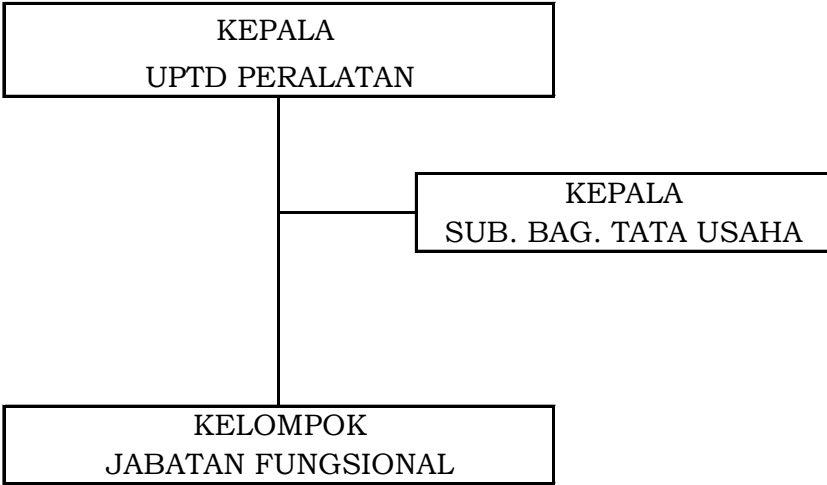 KEPALA
UPTD PERALATAN
KEPALA
SUB. BAG. TATA USAHA
KELOMPOK
JABATAN FUNGSIONAL